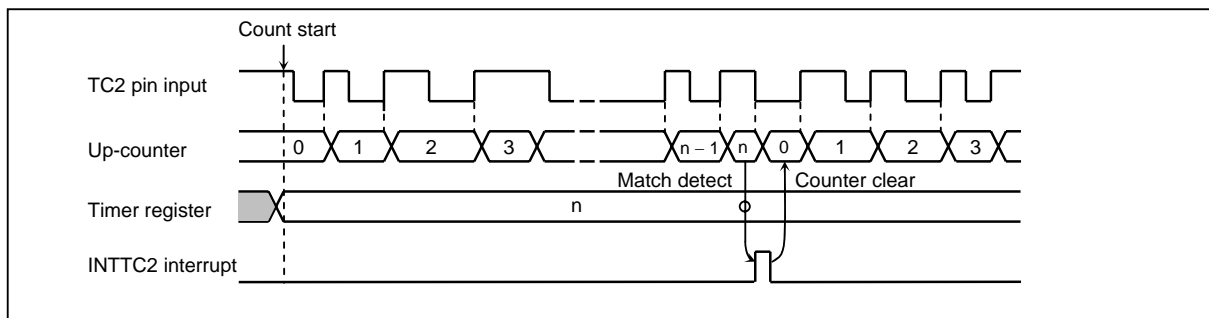 Count start
TC2 pin input
Up-counter
0 1 2 3 n − 1 n 0 1 2 3
Match detect Counter clear
Timer register
n
INTTC2 interrupt